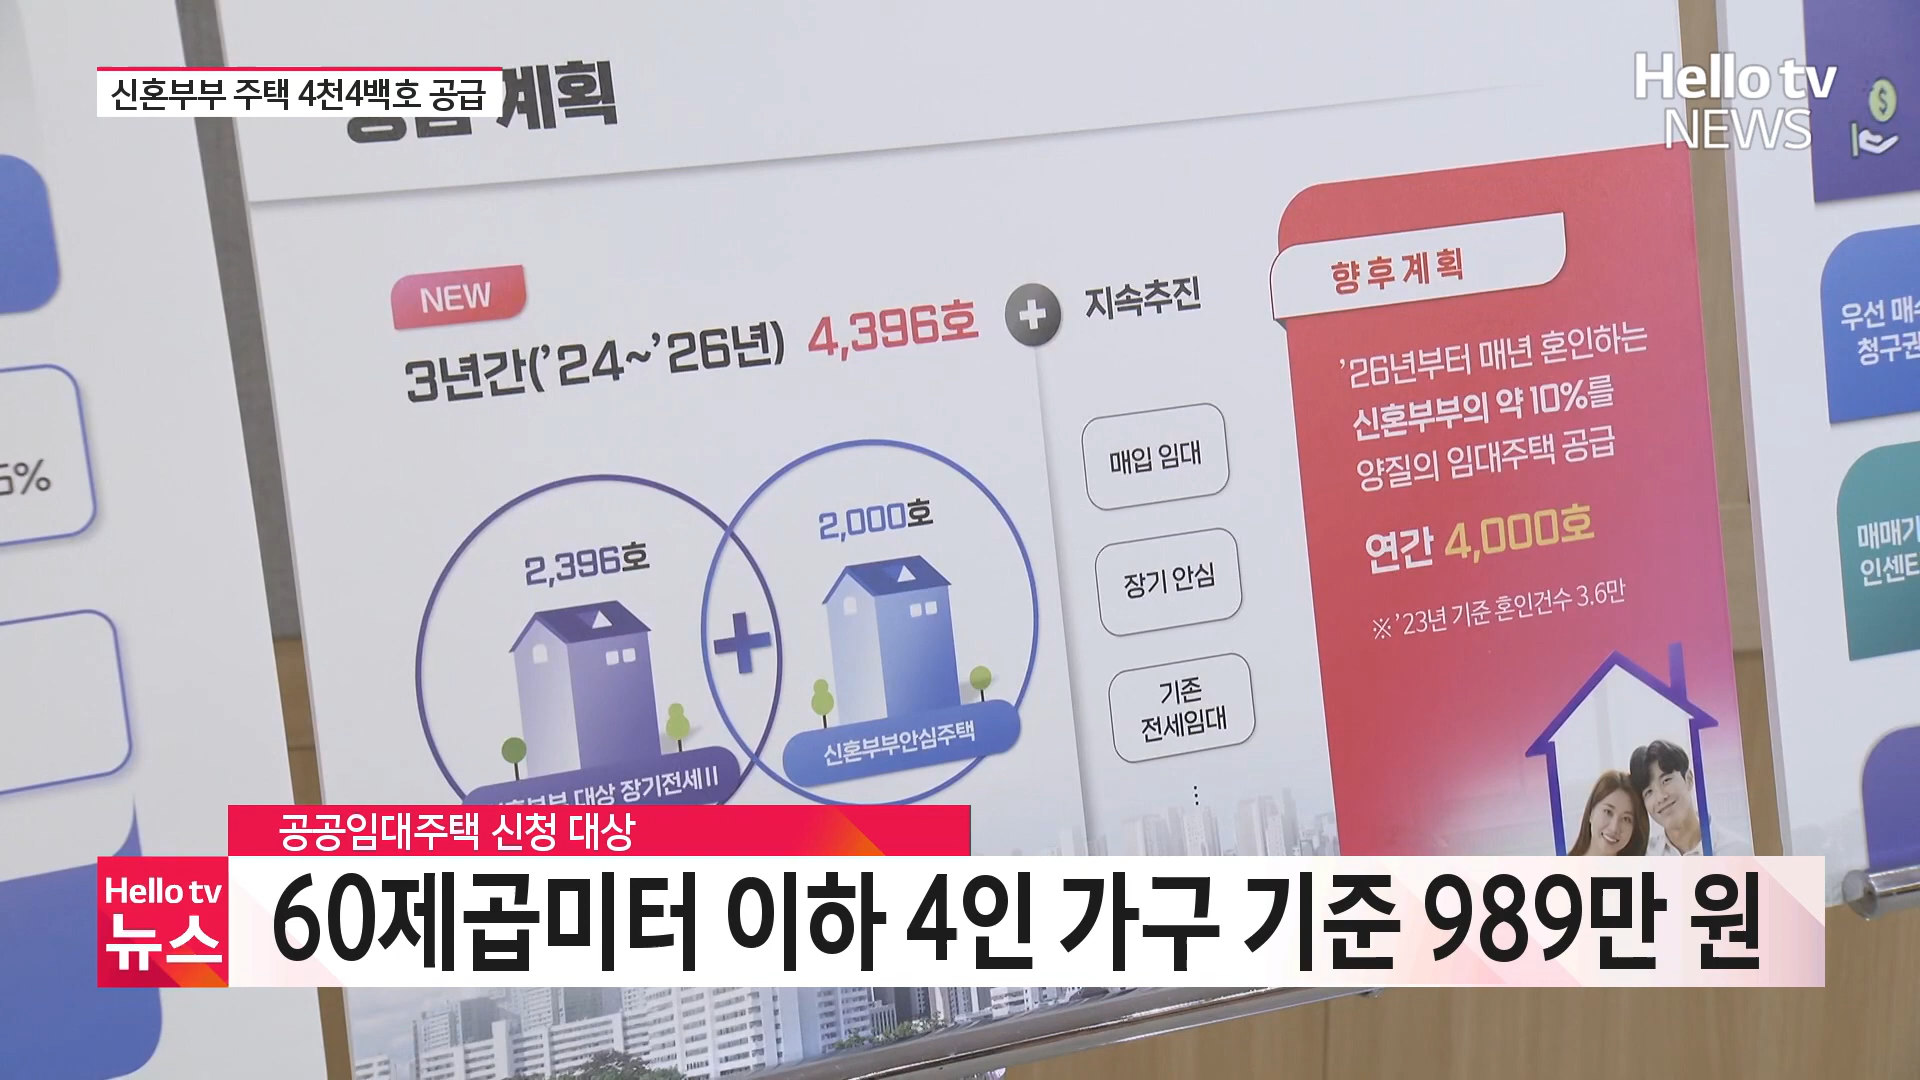 신혼부부 주택 4천4백호 공급
계획
Hello tv
NEWS
NEW
3년간('24~'26년) 4,396호
지속추진
향후계획
'26년부터 매년 혼인하는
신혼부부의 약 10%를
양질의 임대주택 공급
연간 4,000호
※'23년 기준 혼인건수 3.6만
2,396호
2,000호
대상 장기전세Ⅱ
신혼부부안심주택
매입 임대
장기 안심
기존
전세임대
5%
우선
청구권
공공임대주택 신청 대상
Hello tv
뉴스
60제곱미터 이하 4인 가구 기준 989만 원